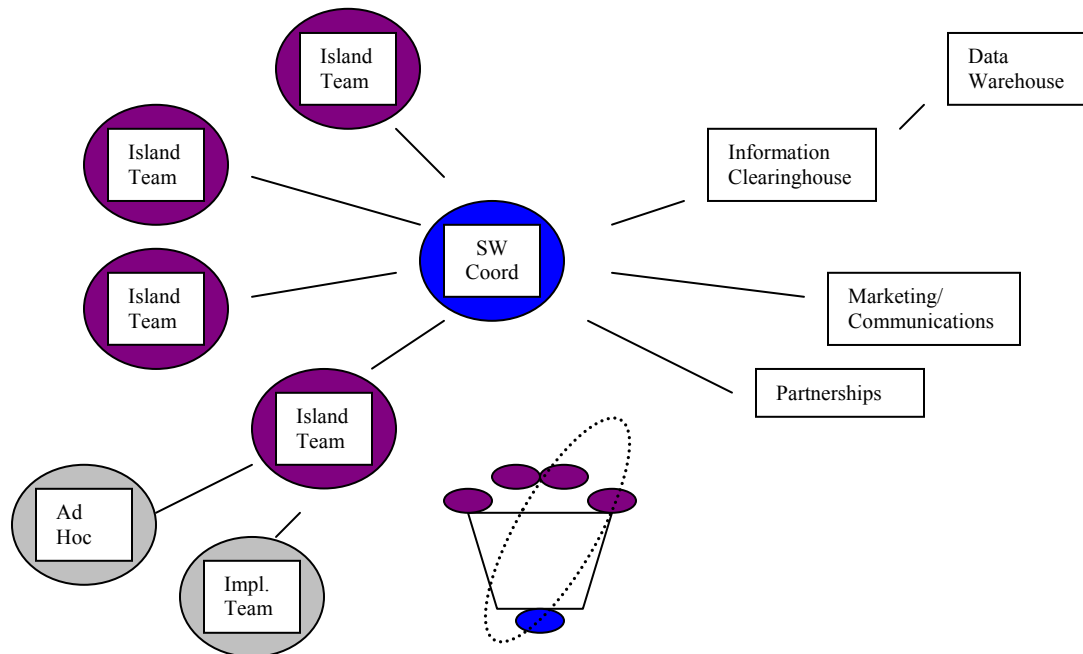 Island
Team
Data
Warehouse
Island
Team
Information
Clearinghouse
SW
Coord
Island
Team
Marketing/
Communications
Partnerships
Island
Team
Ad
Hoc
Impl.
Team